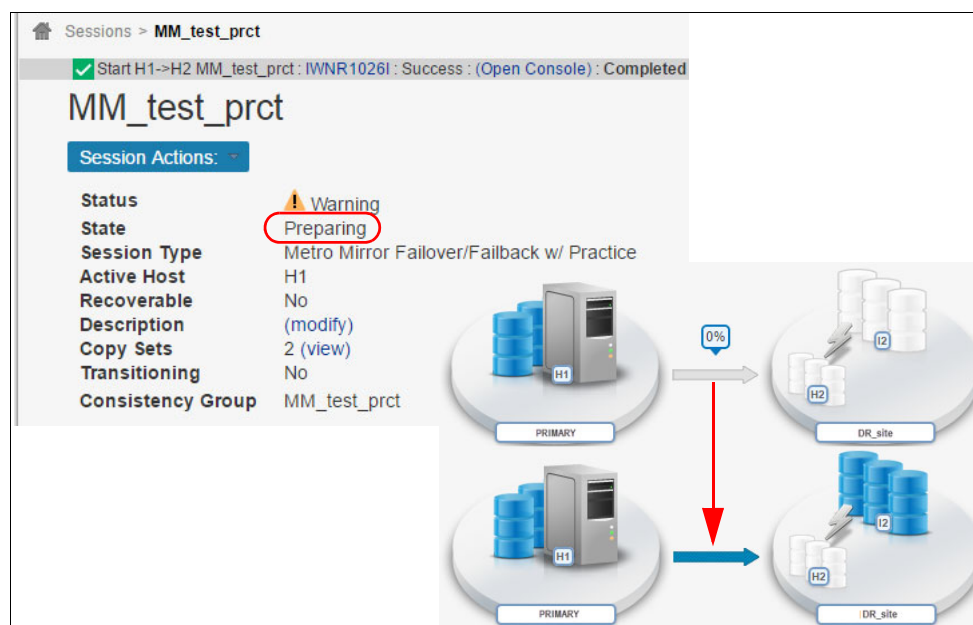 Sessions > MM_test_prct
Start H1->H2 MM_test_prct : IWNR1026I : Success : (Open Console) : Completed
MM_test_prct
Session Actions:
Status Warning
State Preparing
Session Type Metro Mirror Failover/Failback w/ Practice
Active Host H1
Recoverable No
Description (modify)
Copy Sets 2 (view)
Transitioning No
Consistency Group MM_test_prct
0%
H1
I2
H2
PRIMARY
DR_site
H1
I2
H2
PRIMARY
DR_site